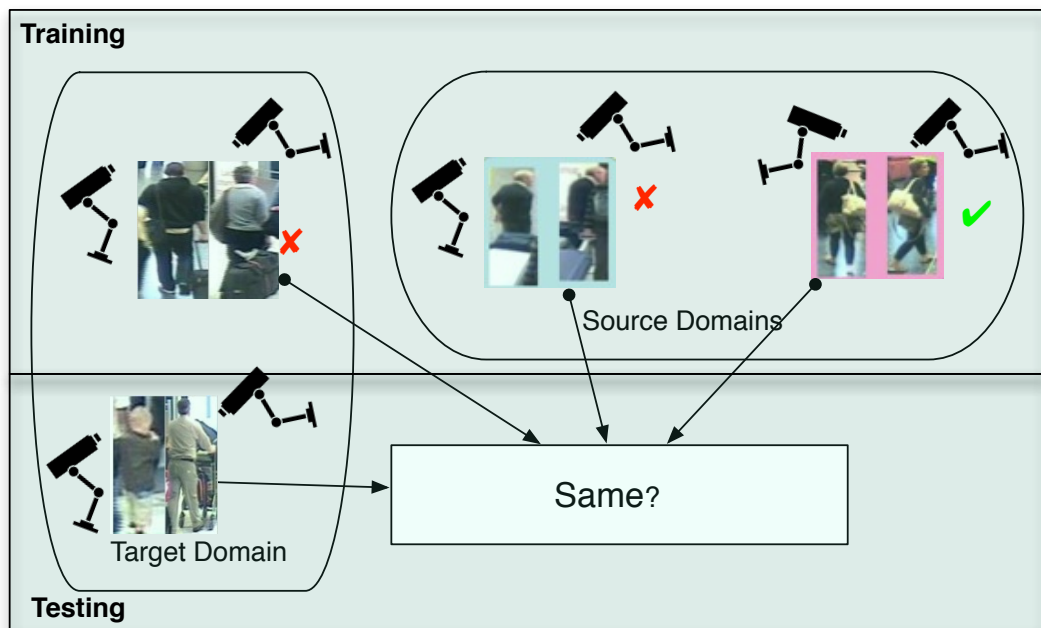 Training
Source Domains
Same?
Target Domain
Testing